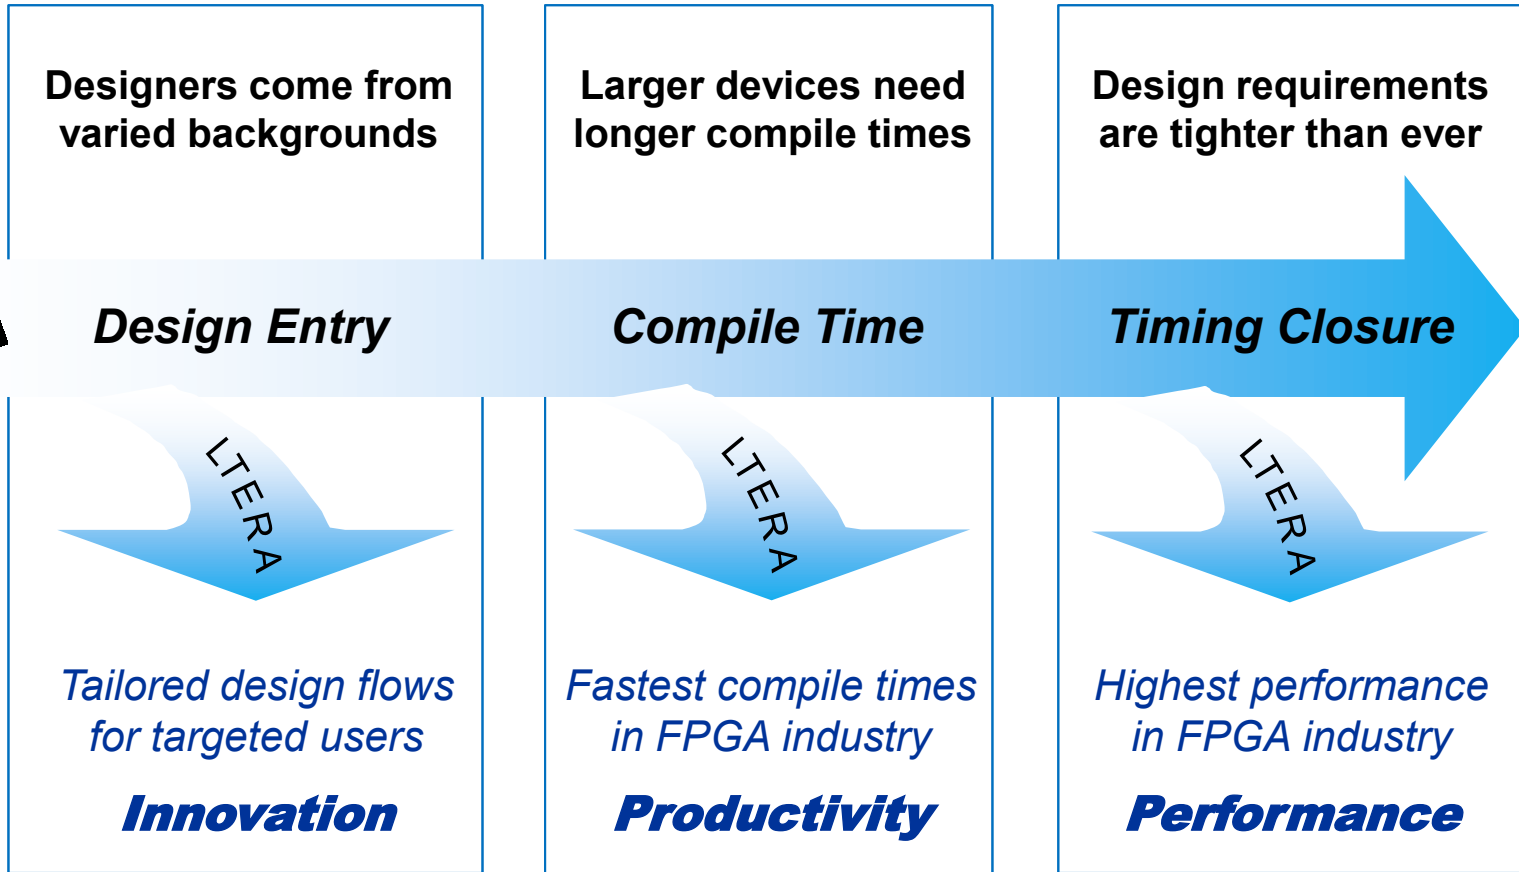 Designers come from
varied backgrounds
Larger devices need
longer compile times
Design requirements
are tighter than ever
Design Entry
Compile Time
Timing Closure
LTERA
LTERA
LTERA
Tailored design flows
for targeted users
Innovation
Fastest compile times
in FPGA industry
Productivity
Highest performance
in FPGA industry
Performance